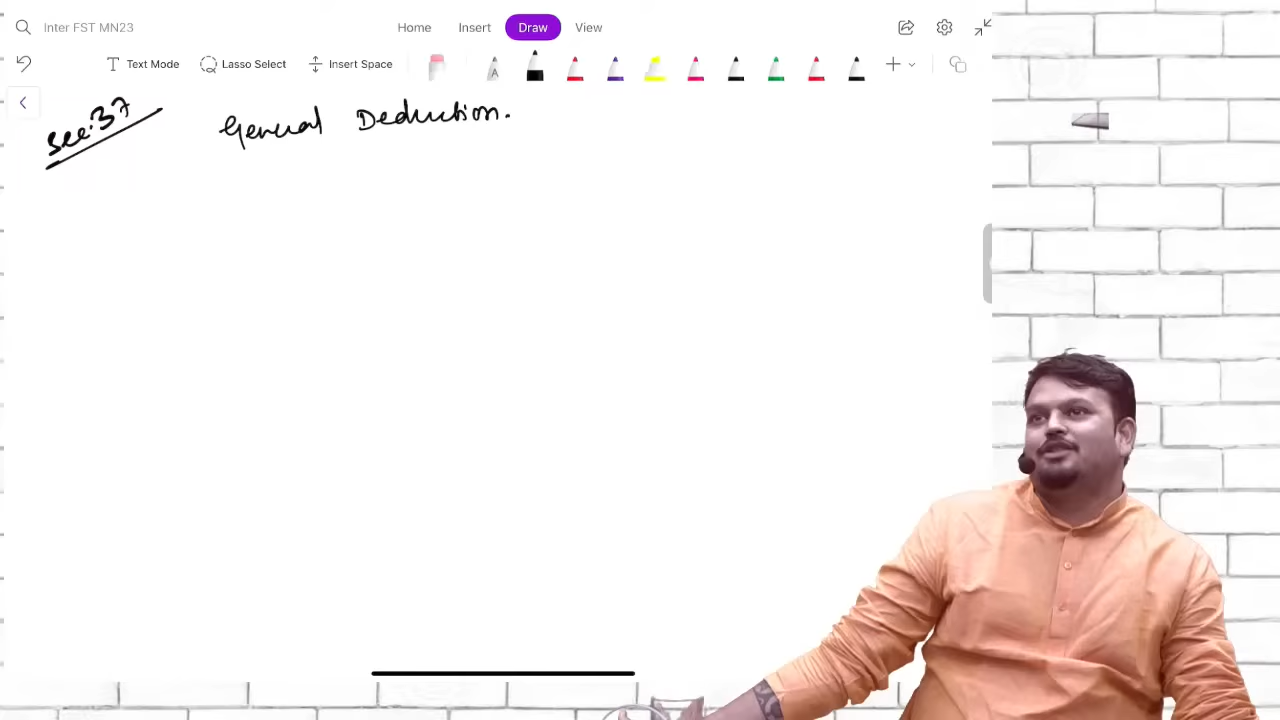 Inter FST MN23
Home Insert Draw View
Text Mode Lasso Select Insert Space
A
Sec:37 General Deduction.